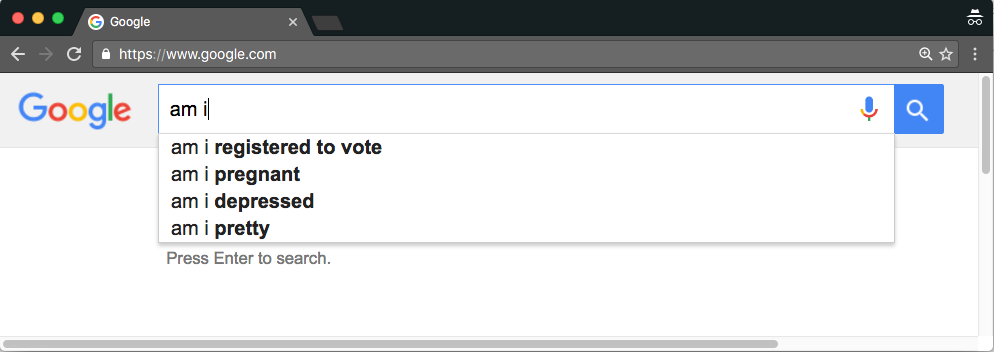 Google
https://www.google.com
Google
am i
am i registered to vote
am i pregnant
am i depressed
am i pretty
Press Enter to search.